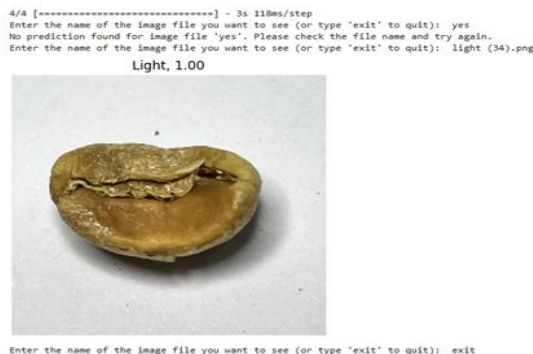 4/4 [==============================] - 3s 118ms/step
Enter the name of the image file you want to see (or type 'exit' to quit):  yes
No prediction found for image file 'yes'. Please check the file name and try again.
Enter the name of the image file you want to see (or type 'exit' to quit):  light (34).png
Light, 1.00
Enter the name of the image file you want to see (or type 'exit' to quit):  exit